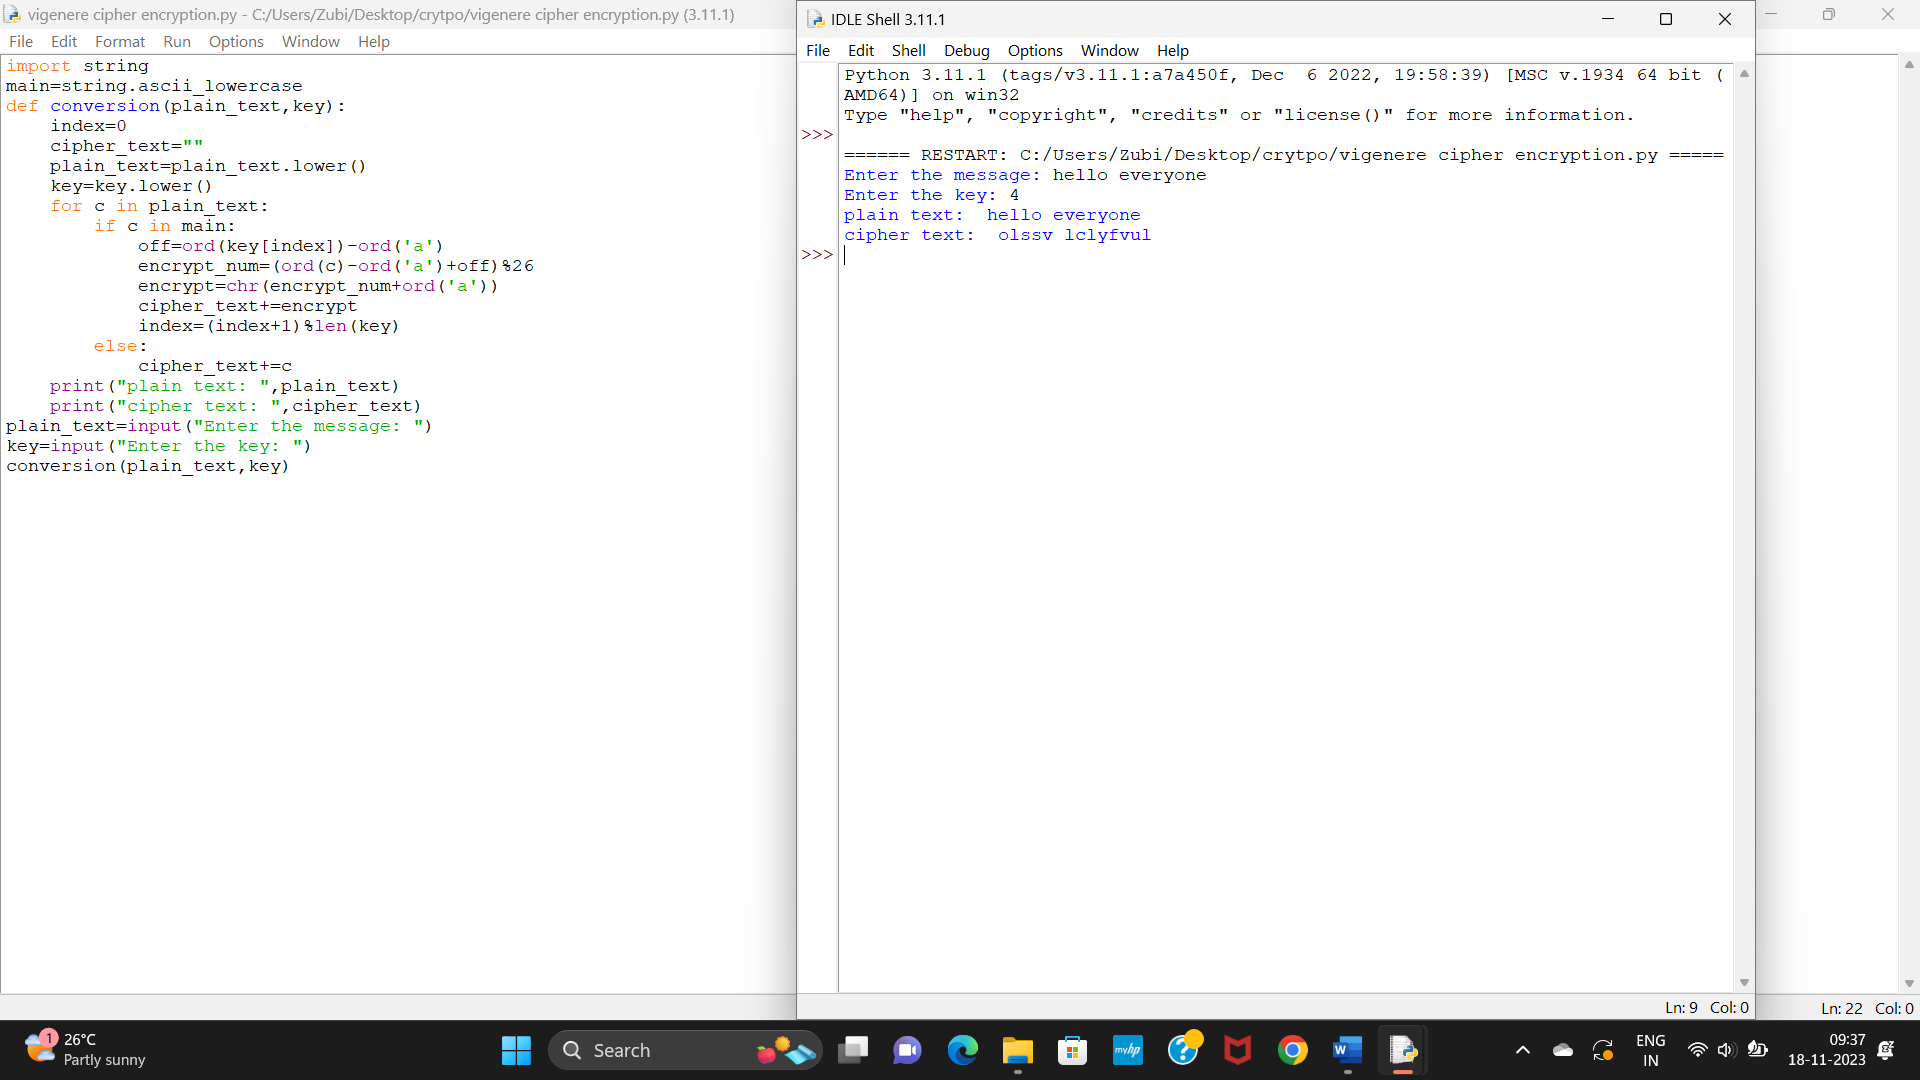 vigenere cipher encryption.py - C:/Users/Zubi/Desktop/crytpo/vigenere cipher encryption.py (3.11.1)
File Edit Format Run Options Window Help
import string
main=string.ascii_lowercase
def conversion(plain_text,key):
    index=0
    cipher_text=""
    plain_text=plain_text.lower()
    key=key.lower()
    for c in plain_text:
        if c in main:
            off=ord(key[index])-ord('a')
            encrypt_num=(ord(c)-ord('a')+off)%26
            encrypt=chr(encrypt_num+ord('a'))
            cipher_text+=encrypt
            index=(index+1)%len(key)
        else:
            cipher_text+=c
    print("plain text: ",plain_text)
    print("cipher text: ",cipher_text)
plain_text=input("Enter the message: ")
key=input("Enter the key: ")
conversion(plain_text,key)
IDLE Shell 3.11.1
File Edit Shell Debug Options Window Help
Python 3.11.1 (tags/v3.11.1:a7a450f, Dec  6 2022, 19:58:39) [MSC v.1934 64 bit (
AMD64)] on win32
Type "help", "copyright", "credits" or "license()" for more information.
>>>
====== RESTART: C:/Users/Zubi/Desktop/crytpo/vigenere cipher encryption.py =====
Enter the message: hello everyone
Enter the key: 4
plain text:  hello everyone
cipher text:  olssv lclyfvul
>>>
Ln: 9 Col: 0
Ln: 22 Col: 0
1
26°C
Partly sunny
Search
myhp
W
ENG
IN
09:37
18-11-2023